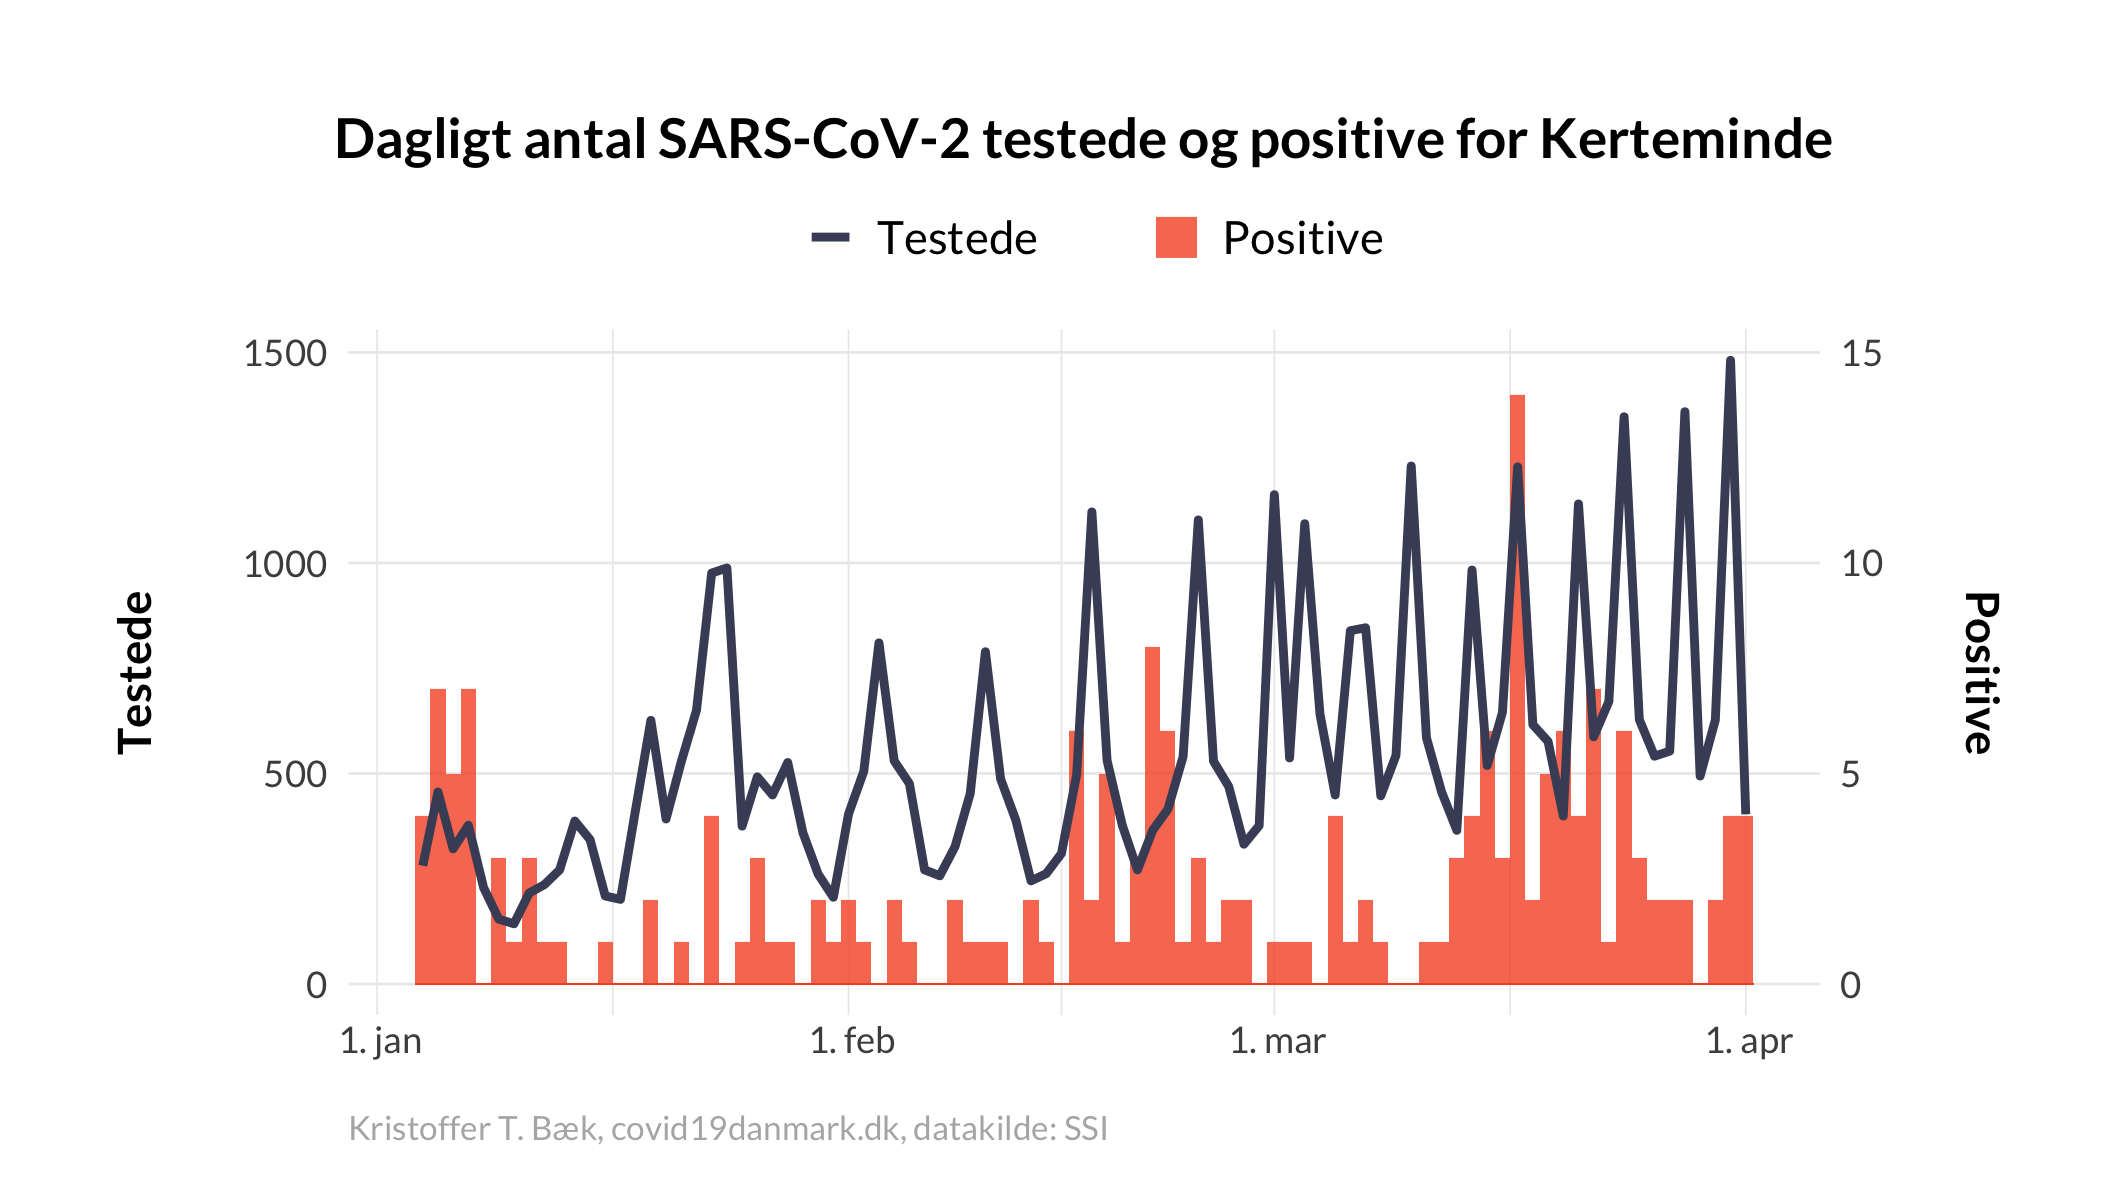 Dagligt antal SARS-CoV-2 testede og positive for Kerteminde
Testede
Positive
1500
1000
500
0
Testede
15
10
5
0
Positive
1. jan
1. feb
1. mar
1. apr
Kristoffer T. Bæk, covid19danmark.dk, datakilde: SSI